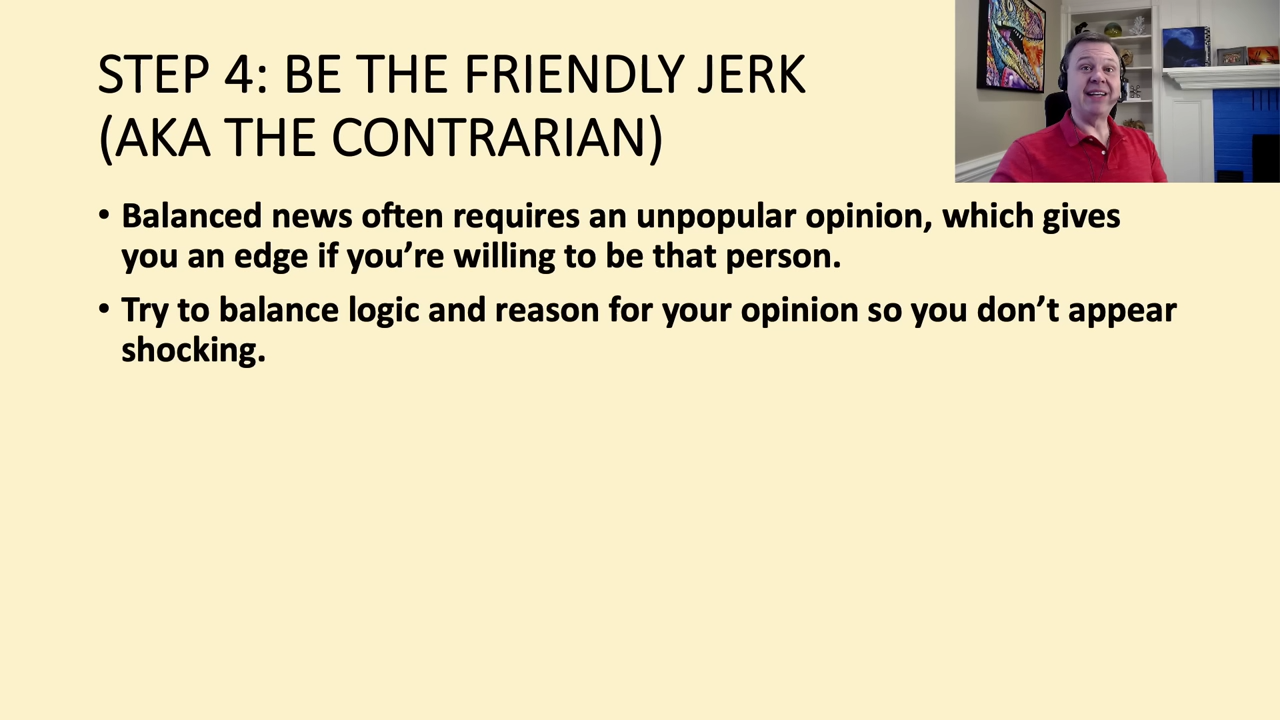 STEP 4: BE THE FRIENDLY JERK
(AKA THE CONTRARIAN)
• Balanced news often requires an unpopular opinion, which gives
you an edge if you’re willing to be that person.
• Try to balance logic and reason for your opinion so you don’t appear
shocking.